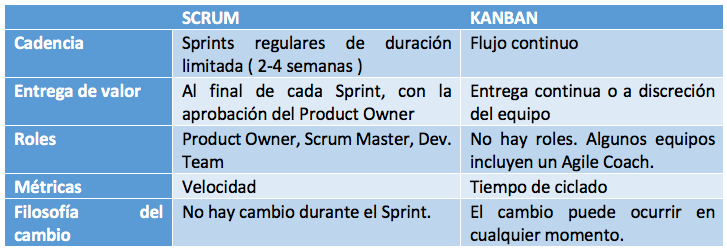 SCRUM KANBAN
Cadencia Sprints regulares de duración Flujo continuo
limitada ( 2-4 semanas )
Entrega de valor Al final de cada Sprint, con la Entrega continua o a discreción
aprobación del Product Owner del equipo
Roles Product Owner, Scrum Master, Dev. No hay roles. Algunos equipos
Team incluyen un Agile Coach.
Métricas Velocidad Tiempo de ciclado
Filosofía del No hay cambio durante el Sprint. El cambio puede ocurrir en
cambio cualquier momento.